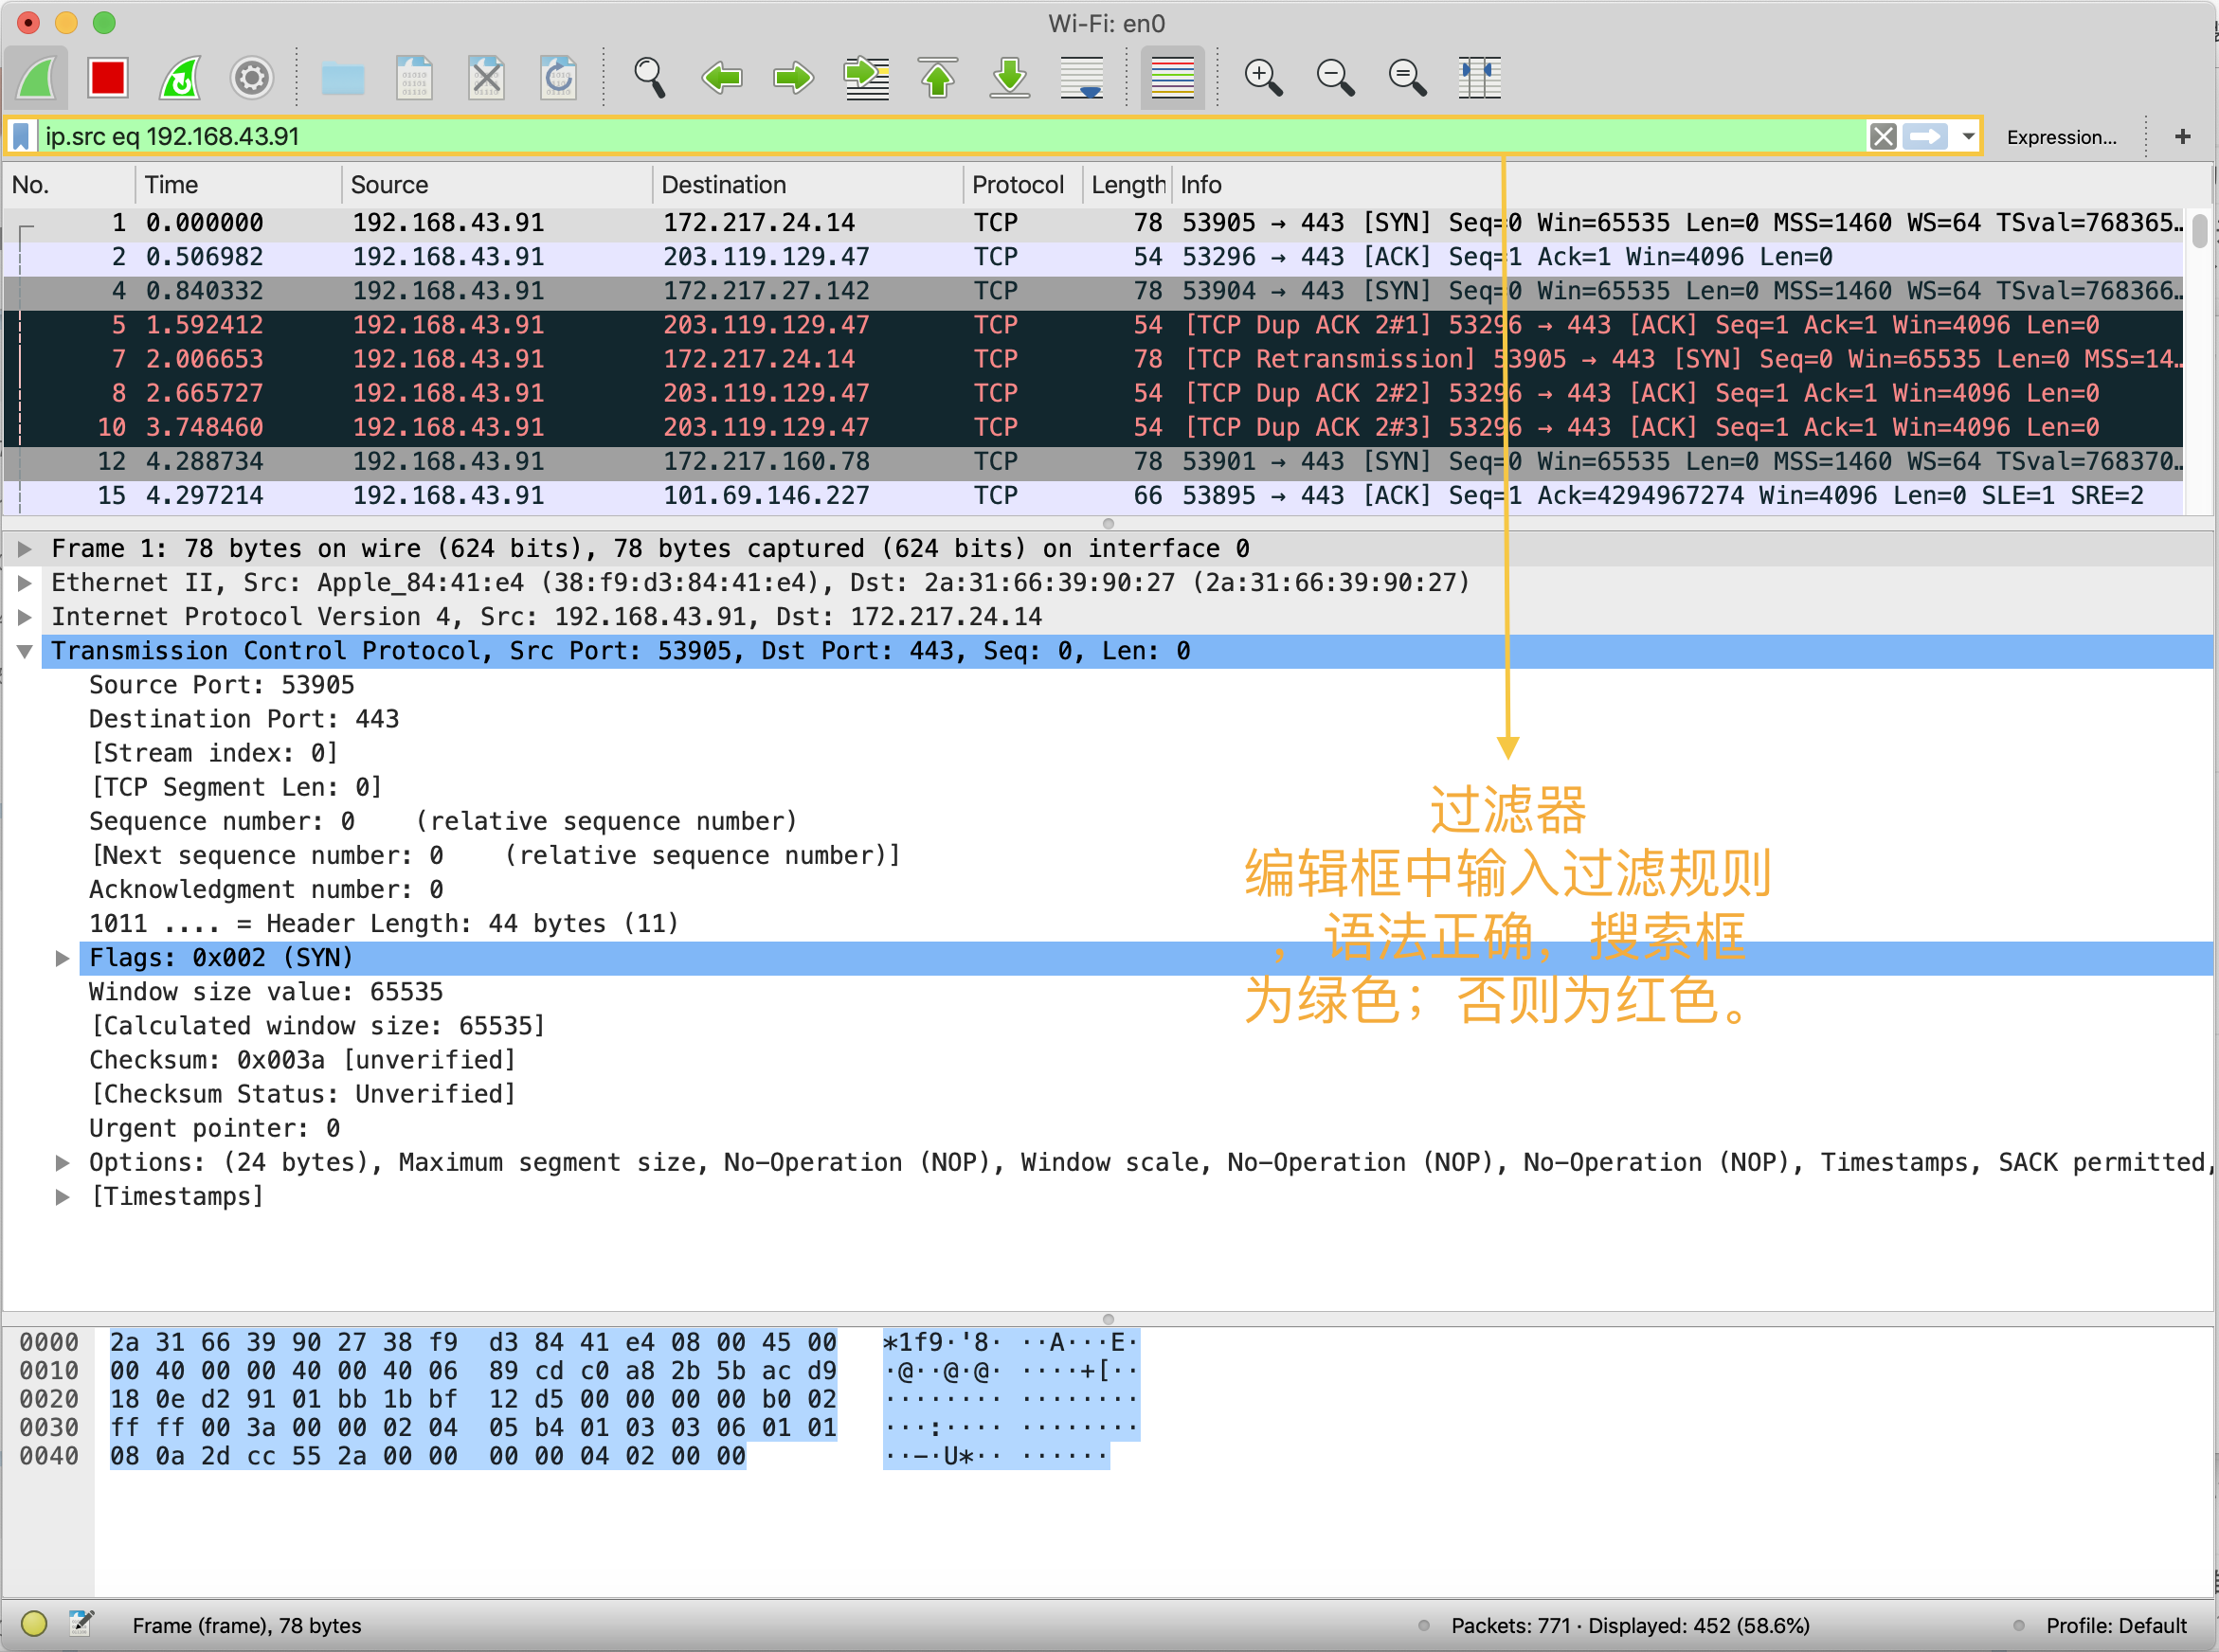 Wi-Fi: en0
ip.src eq 192.168.43.91 Expression... +
No. Time Source Destination Protocol Length Info
1 0.000000 192.168.43.91 172.217.24.14 TCP 78 53905 → 443 [SYN] Seq=0 Win=65535 Len=0 MSS=1460 WS=64 TSval=768365…
2 0.506982 192.168.43.91 203.119.129.47 TCP 54 53296 → 443 [ACK] Seq=1 Ack=1 Win=4096 Len=0
4 0.840332 192.168.43.91 172.217.27.142 TCP 78 53904 → 443 [SYN] Seq=0 Win=65535 Len=0 MSS=1460 WS=64 TSval=768366…
5 1.592412 192.168.43.91 203.119.129.47 TCP 54 [TCP Dup ACK 2#1] 53296 → 443 [ACK] Seq=1 Ack=1 Win=4096 Len=0
7 2.006653 192.168.43.91 172.217.24.14 TCP 78 [TCP Retransmission] 53905 → 443 [SYN] Seq=0 Win=65535 Len=0 MSS=14…
8 2.665727 192.168.43.91 203.119.129.47 TCP 54 [TCP Dup ACK 2#2] 53296 → 443 [ACK] Seq=1 Ack=1 Win=4096 Len=0
10 3.748460 192.168.43.91 203.119.129.47 TCP 54 [TCP Dup ACK 2#3] 53296 → 443 [ACK] Seq=1 Ack=1 Win=4096 Len=0
12 4.288734 192.168.43.91 172.217.160.78 TCP 78 53901 → 443 [SYN] Seq=0 Win=65535 Len=0 MSS=1460 WS=64 TSval=768370…
15 4.297214 192.168.43.91 101.69.146.227 TCP 66 53895 → 443 [ACK] Seq=1 Ack=4294967274 Win=4096 Len=0 SLE=1 SRE=2
Frame 1: 78 bytes on wire (624 bits), 78 bytes captured (624 bits) on interface 0
Ethernet II, Src: Apple_84:41:e4 (38:f9:d3:84:41:e4), Dst: 2a:31:66:39:90:27 (2a:31:66:39:90:27)
Internet Protocol Version 4, Src: 192.168.43.91, Dst: 172.217.24.14
Transmission Control Protocol, Src Port: 53905, Dst Port: 443, Seq: 0, Len: 0
Source Port: 53905
Destination Port: 443
[Stream index: 0]
[TCP Segment Len: 0]
Sequence number: 0 (relative sequence number)
[Next sequence number: 0 (relative sequence number)]
Acknowledgment number: 0
1011 .... = Header Length: 44 bytes (11)
Flags: 0x002 (SYN)
Window size value: 65535
[Calculated window size: 65535]
Checksum: 0x003a [unverified]
[Checksum Status: Unverified]
Urgent pointer: 0
Options: (24 bytes), Maximum segment size, No-Operation (NOP), Window scale, No-Operation (NOP), No-Operation (NOP), Timestamps, SACK permitted,
[Timestamps]
过滤器
编辑框中输入过滤规则
，语法正确，搜索框
为绿色；否则为红色。
0000 2a 31 66 39 90 27 38 f9 d3 84 41 e4 08 00 45 00 *1f9·'8· ··A···E·
0010 00 40 00 00 40 00 40 06 89 cd c0 a8 2b 5b ac d9 ·@··@·@· ····+[··
0020 18 0e d2 91 01 bb 1b bf 12 d5 00 00 00 00 b0 02 ········ ········
0030 ff ff 00 3a 00 00 02 04 05 b4 01 03 03 06 01 01 ···:···· ········
0040 08 0a 2d cc 55 2a 00 00 00 00 04 02 00 00 ··-·U*·· ······
Frame (frame), 78 bytes Packets: 771 · Displayed: 452 (58.6%) Profile: Default